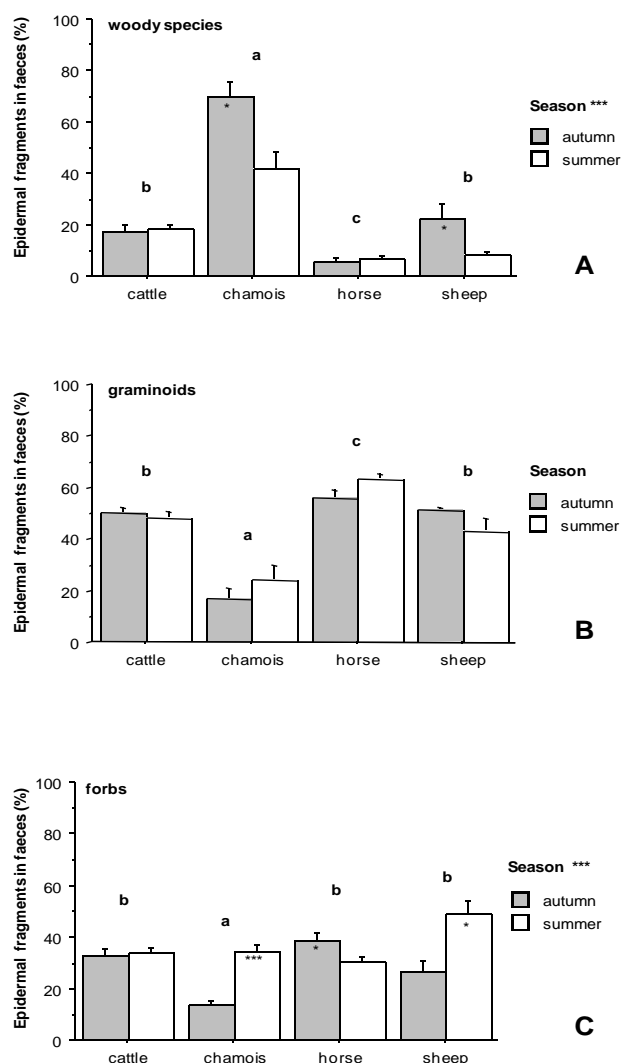 woody species
Epidermal fragments in faeces (%)
100
80
60
40
20
0
b
a
*
c
b
*
cattle
chamois
horse
sheep
Season ***
autumn
summer
A
graminoids
Epidermal fragments in faeces (%)
100
80
60
40
20
0
b
a
c
b
cattle
chamois
horse
sheep
Season
autumn
summer
B
forbs
Epidermal fragments in faeces (%)
100
80
60
40
20
0
b
a
***
b
*
b
*
cattle
chamois
horse
sheep
Season ***
autumn
summer
C